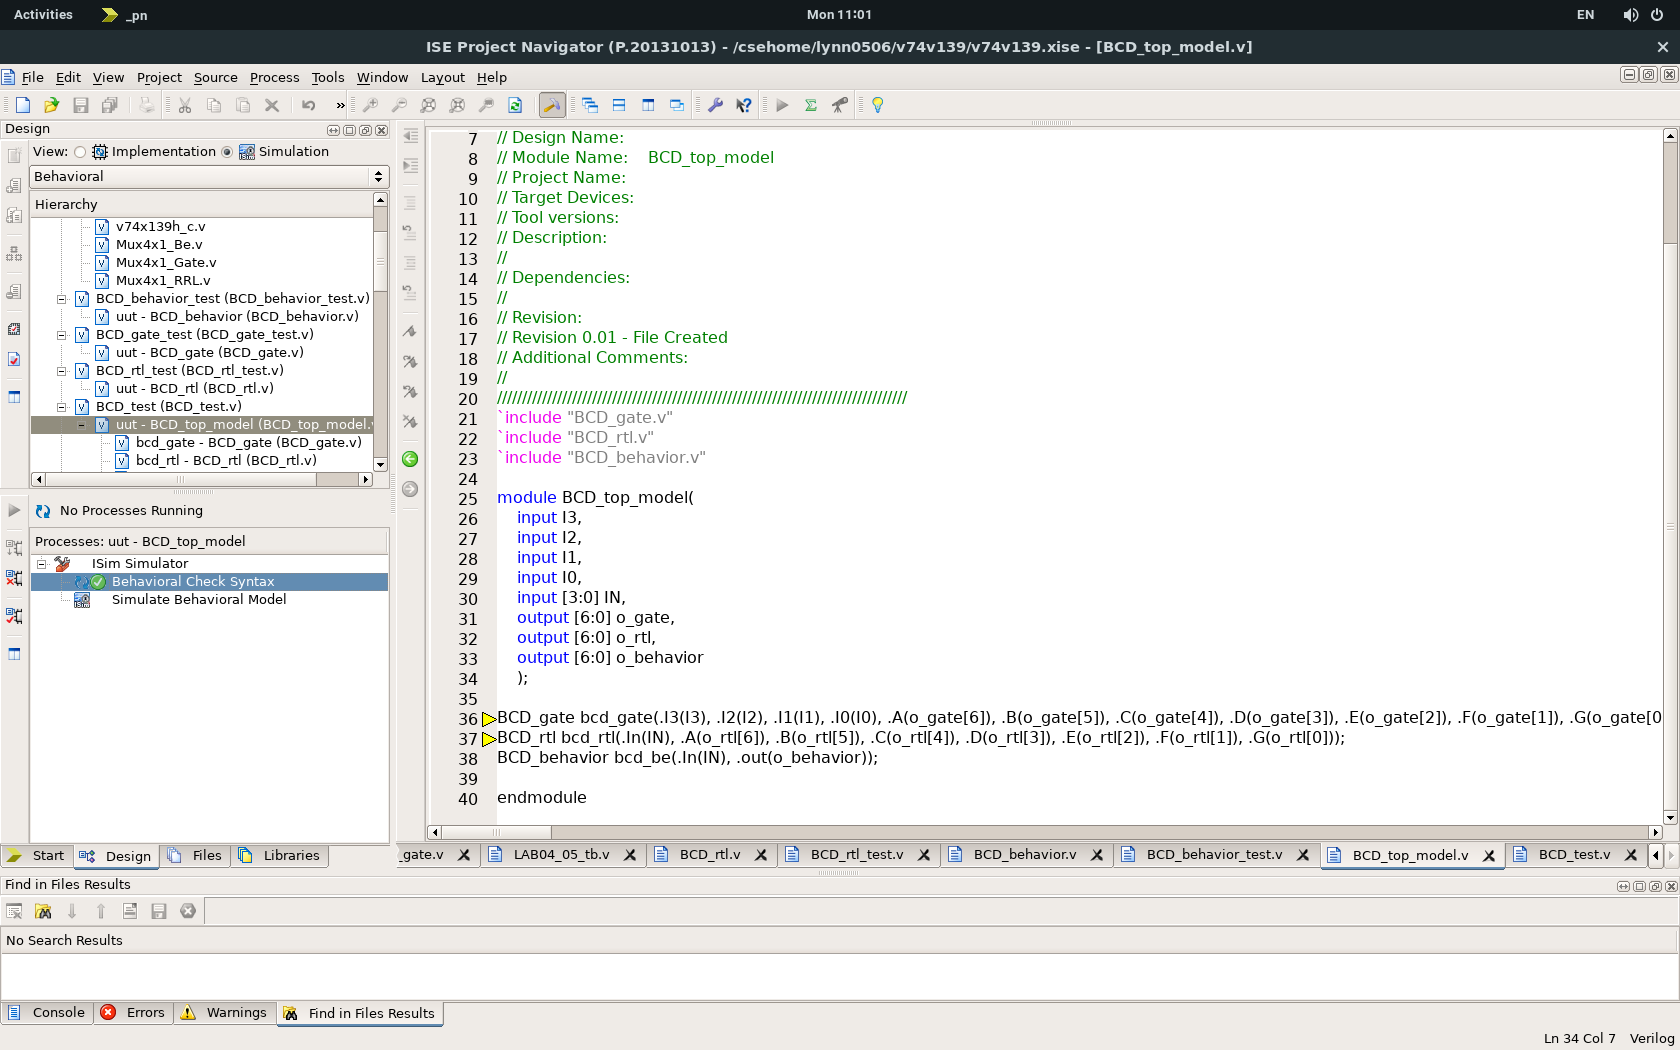 Activities
_pn
Mon 11:01
EN
ISE Project Navigator (P.20131013) - /csehome/lynn0506/v74v139/v74v139.xise - [BCD_top_model.v]
File Edit View Project Source Process Tools Window Layout Help
Design
View: Implementation Simulation
Behavioral
Hierarchy
v74x139h_c.v
Mux4x1_Be.v
Mux4x1_Gate.v
Mux4x1_RRL.v
BCD_behavior_test (BCD_behavior_test.v)
uut - BCD_behavior (BCD_behavior.v)
BCD_gate_test (BCD_gate_test.v)
uut - BCD_gate (BCD_gate.v)
BCD_rtl_test (BCD_rtl_test.v)
uut - BCD_rtl (BCD_rtl.v)
BCD_test (BCD_test.v)
uut - BCD_top_model (BCD_top_model.v
bcd_gate - BCD_gate (BCD_gate.v)
bcd_rtl - BCD_rtl (BCD_rtl.v)
No Processes Running
Processes: uut - BCD_top_model
ISim Simulator
Behavioral Check Syntax
Simulate Behavioral Model
Start Design Files Libraries
7 // Design Name:
8 // Module Name: BCD_top_model
9 // Project Name:
10 // Target Devices:
11 // Tool versions:
12 // Description:
13 //
14 // Dependencies:
15 //
16 // Revision:
17 // Revision 0.01 - File Created
18 // Additional Comments:
19 //
20 //////////////////////////////////////////////////////////////////////////////////
21 `include "BCD_gate.v"
22 `include "BCD_rtl.v"
23 `include "BCD_behavior.v"
24
25 module BCD_top_model(
26 input I3,
27 input I2,
28 input I1,
29 input I0,
30 input [3:0] IN,
31 output [6:0] o_gate,
32 output [6:0] o_rtl,
33 output [6:0] o_behavior
34 );
35
36 BCD_gate bcd_gate(.I3(I3), .I2(I2), .I1(I1), .I0(I0), .A(o_gate[6]), .B(o_gate[5]), .C(o_gate[4]), .D(o_gate[3]), .E(o_gate[2]), .F(o_gate[1]), .G(o_gate[0
37 BCD_rtl bcd_rtl(.In(IN), .A(o_rtl[6]), .B(o_rtl[5]), .C(o_rtl[4]), .D(o_rtl[3]), .E(o_rtl[2]), .F(o_rtl[1]), .G(o_rtl[0]));
38 BCD_behavior bcd_be(.In(IN), .out(o_behavior));
39
40 endmodule
_gate.v LAB04_05_tb.v BCD_rtl.v BCD_rtl_test.v BCD_behavior.v BCD_behavior_test.v BCD_top_model.v BCD_test.v
Find in Files Results
No Search Results
Console Errors Warnings Find in Files Results
Ln 34 Col 7 Verilog